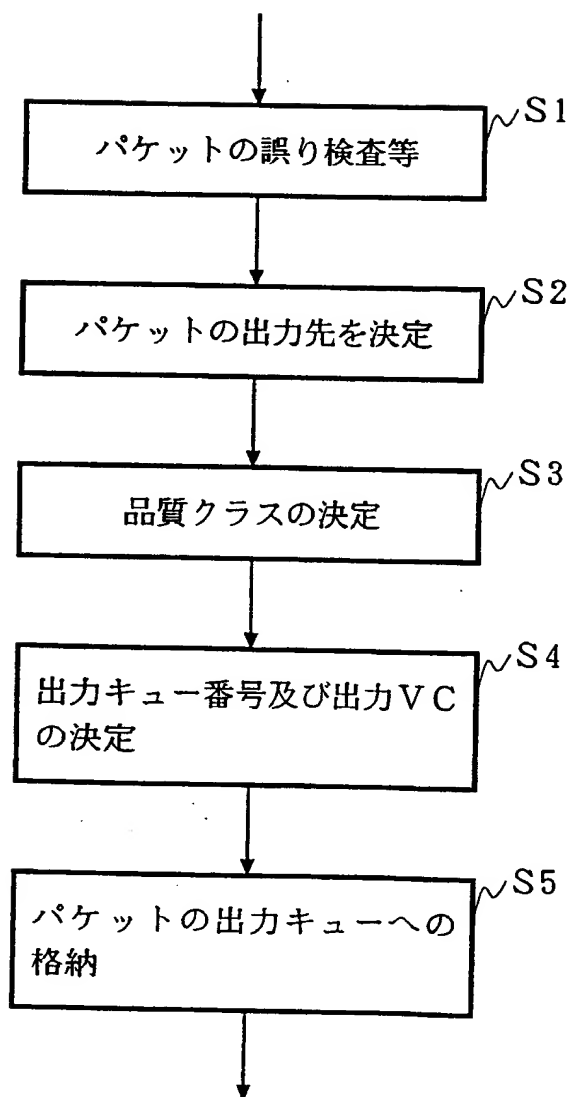 S1
パケットの誤り検査等
S2
パケットの出力先を決定
S3
品質クラスの決定
S4
出力キュー番号及び出力VC
の決定
S5
パケットの出力キューへの
格納